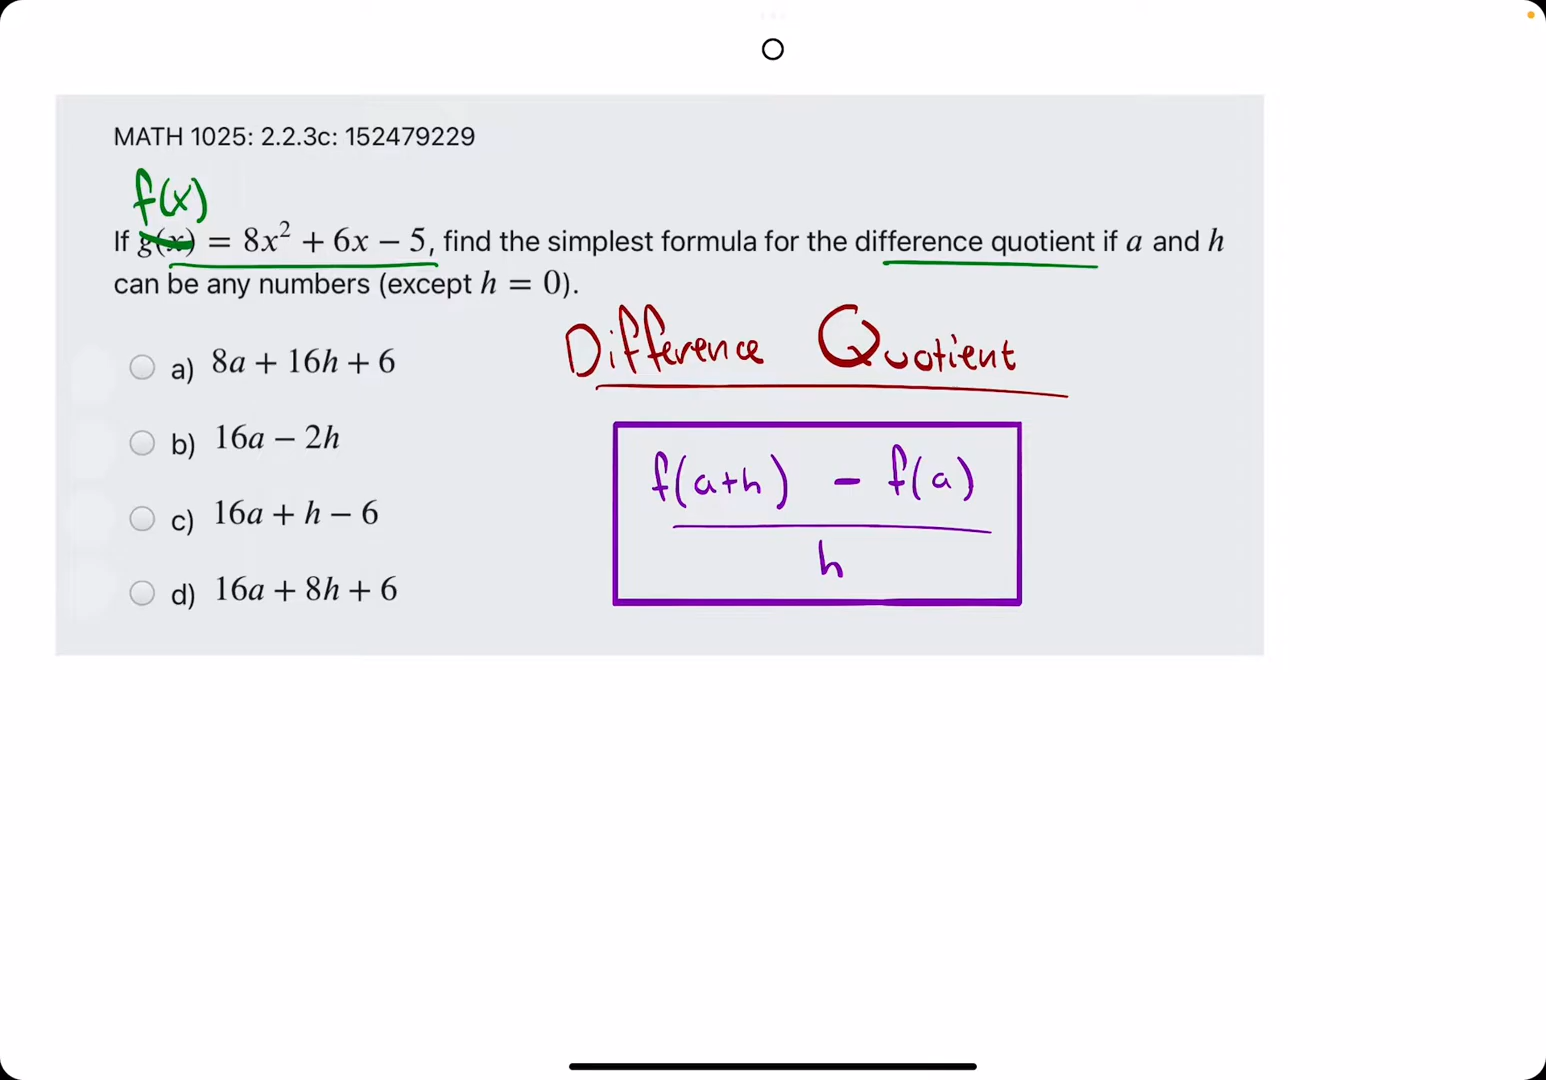 MATH 1025: 2.2.3c: 152479229
f(x)
If g(x) = 8x² + 6x − 5, find the simplest formula for the difference quotient if a and h
can be any numbers (except h = 0).
Difference Quotient
a) 8a + 16h + 6
b) 16a − 2h
c) 16a + h − 6
d) 16a + 8h + 6
f(a+h) - f(a)
h